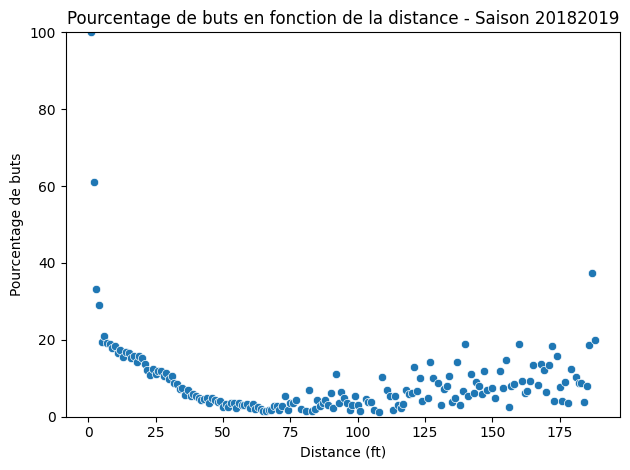 Pourcentage de buts en fonction de la distance - Saison 20182019
100
80
60
40
20
0
Pourcentage de buts
0 25 50 75 100 125 150 175
Distance (ft)